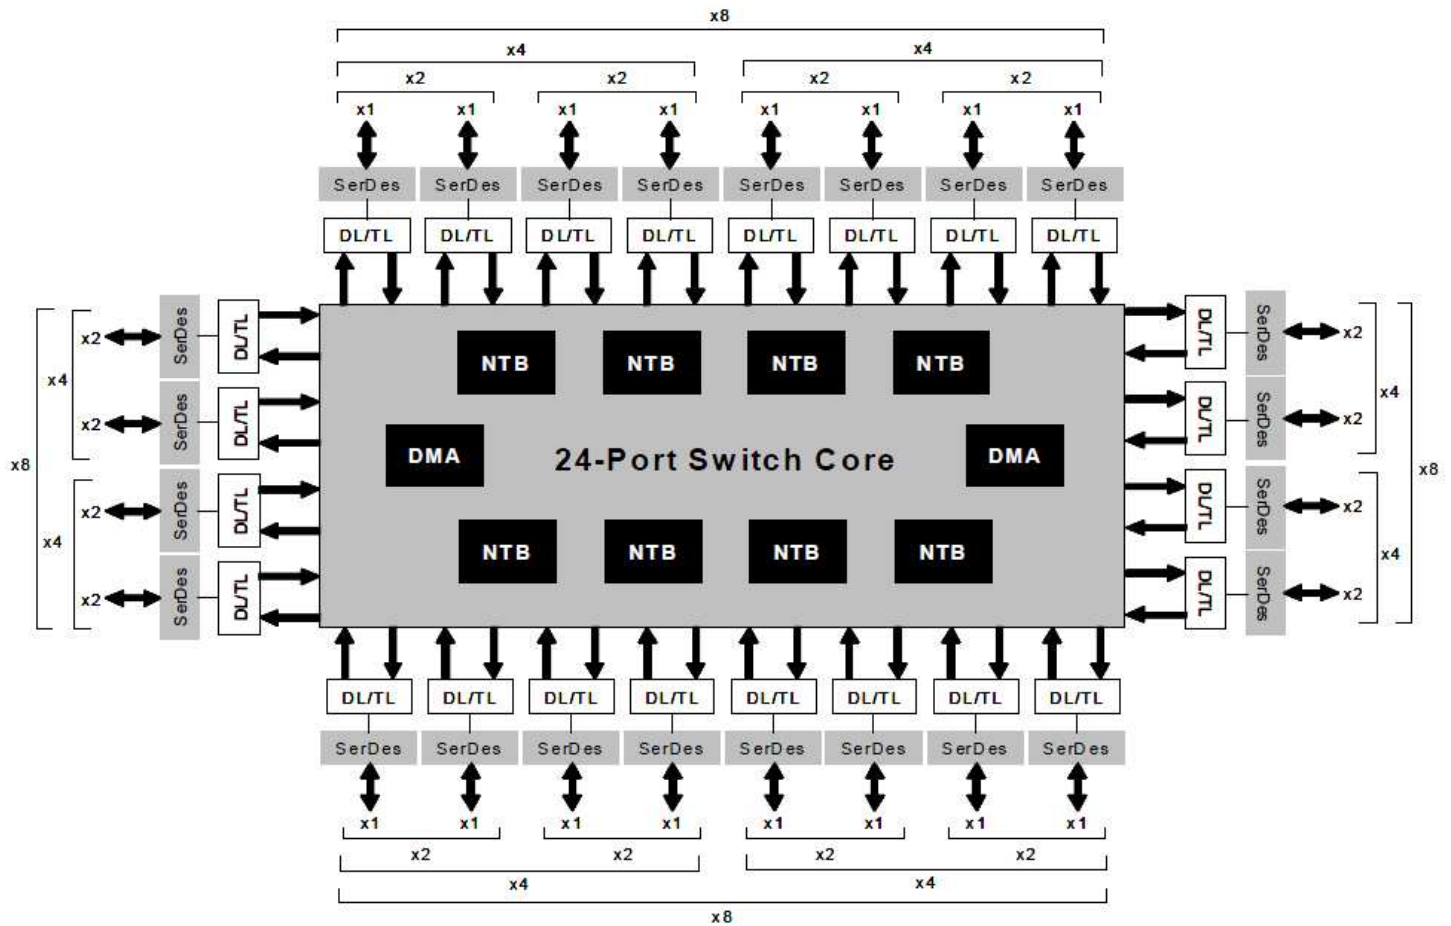 x8
x4 x4
x2 x2 x2 x2
x1 x1 x1 x1 x1 x1 x1 x1
SerDes SerDes SerDes SerDes SerDes SerDes SerDes SerDes
DL/TL DL/TL DL/TL DL/TL DL/TL DL/TL DL/TL DL/TL
x8
x4
x2 SerDes DL/TL
x2 SerDes DL/TL
x4
x2 SerDes DL/TL
x2 SerDes DL/TL
NTB NTB NTB NTB
DMA 24-Port Switch Core DMA
NTB NTB NTB NTB
DL/TL SerDes x2
DL/TL SerDes x2
x4
DL/TL SerDes x2
DL/TL SerDes x2
x4
x8
DL/TL DL/TL DL/TL DL/TL DL/TL DL/TL DL/TL DL/TL
SerDes SerDes SerDes SerDes SerDes SerDes SerDes SerDes
x1 x1 x1 x1 x1 x1 x1 x1
x2 x2 x2 x2
x4 x4
x8